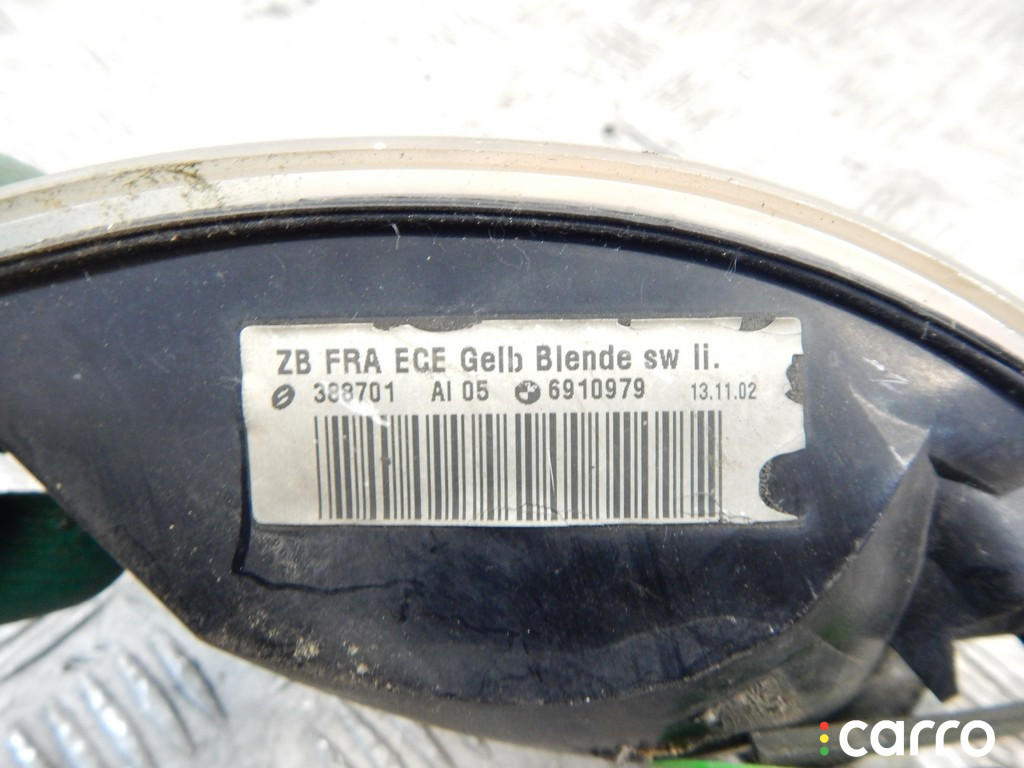 ZB FRA ECE Gelb Blende sw li.
388701 AI 05 6910979 13.11.02
carro